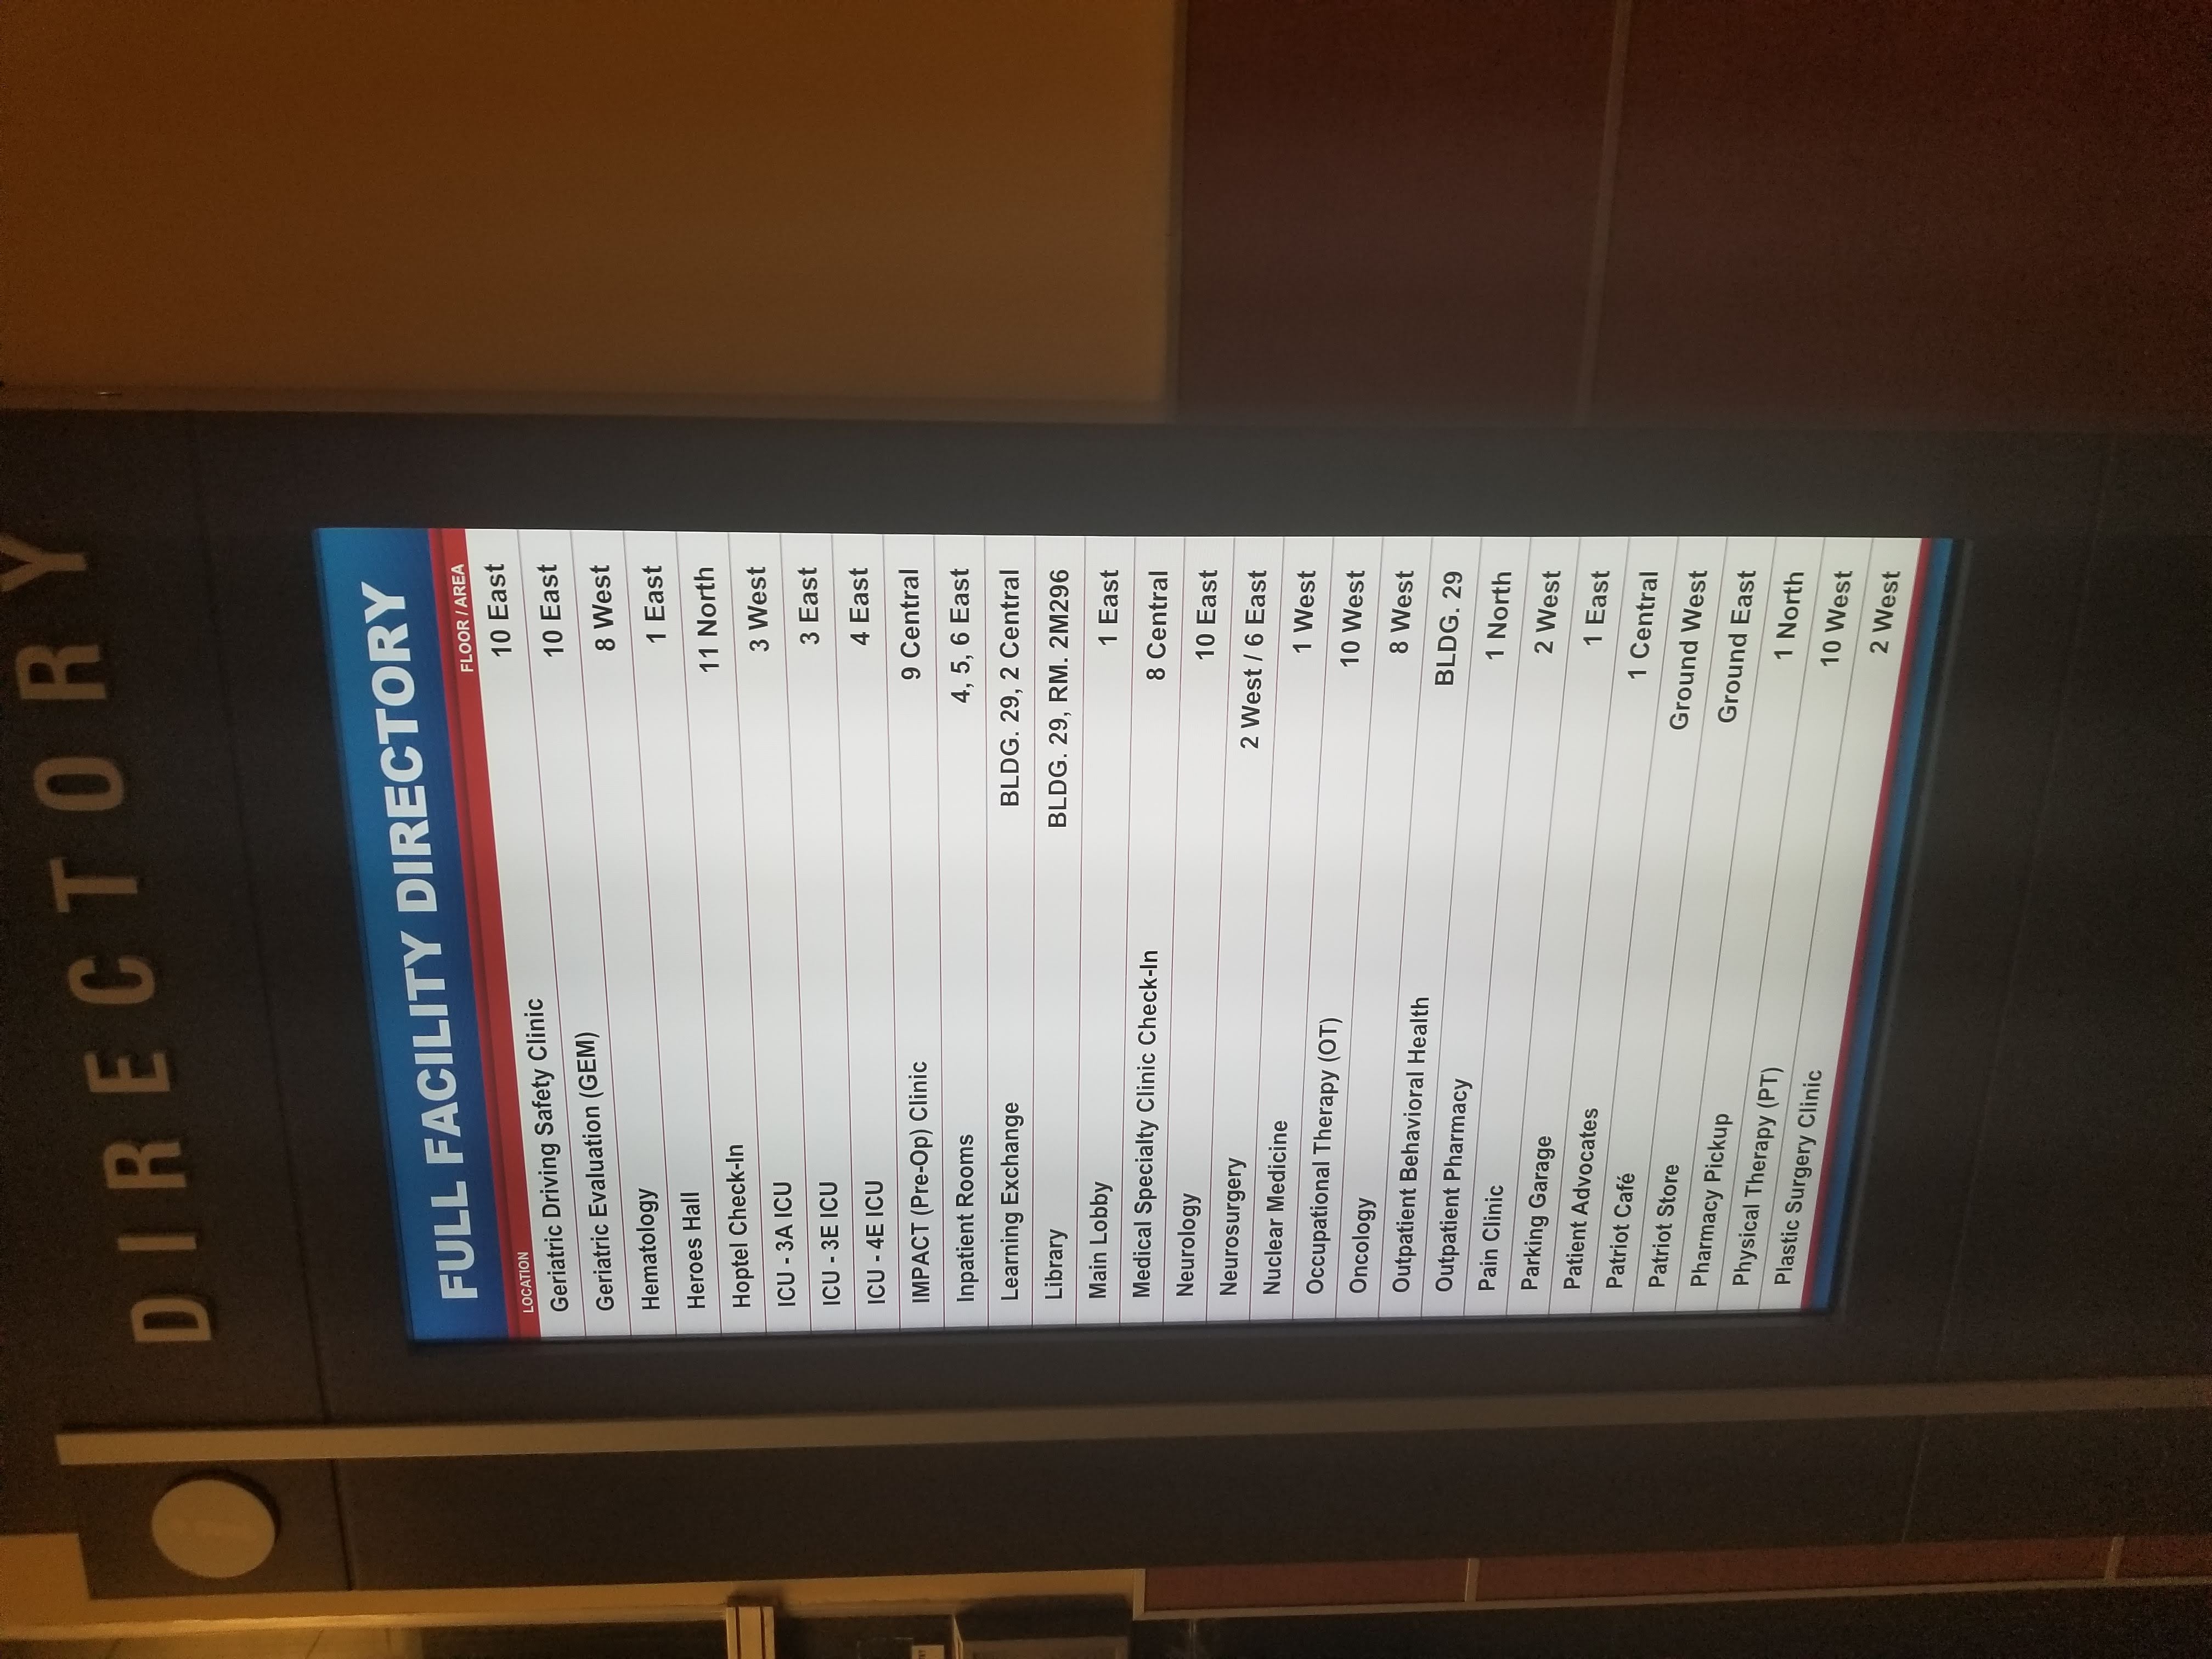 DIRECTORY
FULL FACILITY DIRECTORY
LOCATION FLOOR / AREA
Geriatric Driving Safety Clinic 10 East
Geriatric Evaluation (GEM) 10 East
Hematology 8 West
Heroes Hall 1 East
Hoptel Check-In 11 North
ICU - 3A ICU 3 West
ICU - 3E ICU 3 East
ICU - 4E ICU 4 East
IMPACT (Pre-Op) Clinic 9 Central
Inpatient Rooms 4, 5, 6 East
Learning Exchange BLDG. 29, 2 Central
Library BLDG. 29, RM. 2M296
Main Lobby 1 East
Medical Specialty Clinic Check-In 8 Central
Neurology 10 East
Neurosurgery 2 West / 6 East
Nuclear Medicine 1 West
Occupational Therapy (OT) 10 West
Oncology 8 West
Outpatient Behavioral Health BLDG. 29
Outpatient Pharmacy 1 North
Pain Clinic 2 West
Parking Garage 1 East
Patient Advocates 1 Central
Patriot Café Ground West
Patriot Store Ground East
Pharmacy Pickup 1 North
Physical Therapy (PT) 10 West
Plastic Surgery Clinic 2 West